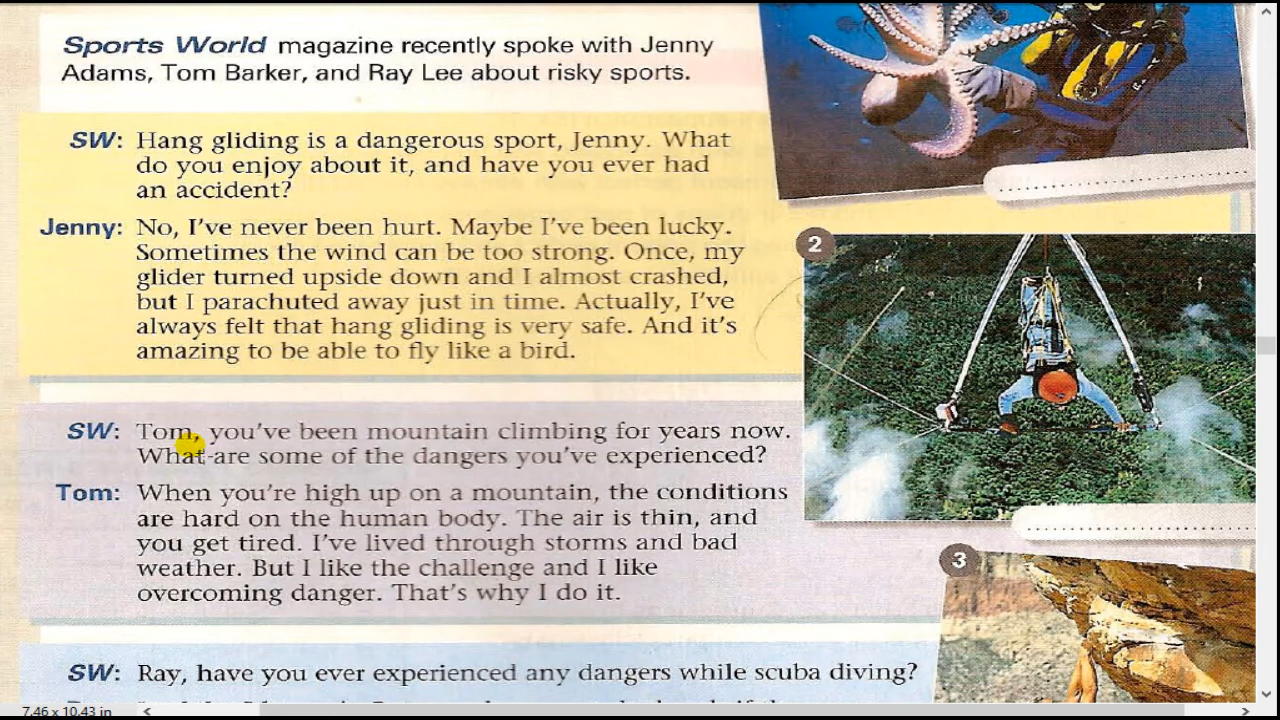 Sports World magazine recently spoke with Jenny
Adams, Tom Barker, and Ray Lee about risky sports.
SW: Hang gliding is a dangerous sport, Jenny. What
do you enjoy about it, and have you ever had
an accident?
Jenny: No, I've never been hurt. Maybe I've been lucky.
Sometimes the wind can be too strong. Once, my
glider turned upside down and I almost crashed,
but I parachuted away just in time. Actually, I've
always felt that hang gliding is very safe. And it's
amazing to be able to fly like a bird.
2
SW: Tom, you've been mountain climbing for years now.
What are some of the dangers you've experienced?
Tom: When you're high up on a mountain, the conditions
are hard on the human body. The air is thin, and
you get tired. I've lived through storms and bad
weather. But I like the challenge and I like
overcoming danger. That's why I do it.
3
SW: Ray, have you ever experienced any dangers while scuba diving?
7.46 x 10.43 in